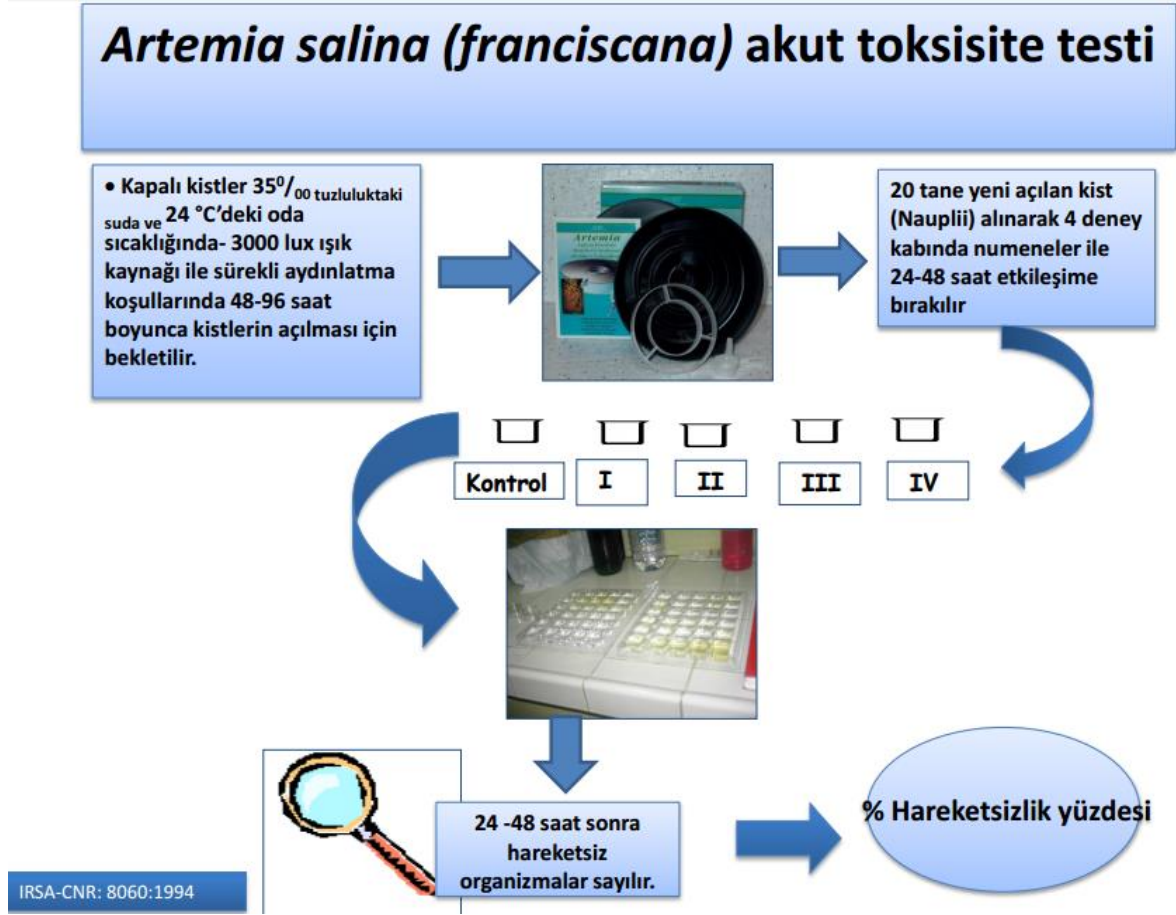 Artemia salina (franciscana) akut toksisite testi
• Kapalı kistler 35⁰/₀₀ tuzluluktaki
suda ve 24 °C'deki oda
sıcaklığında- 3000 lux ışık
kaynağı ile sürekli aydınlatma
koşullarında 48-96 saat
boyunca kistlerin açılması için
bekletilir.
Artemia
20 tane yeni açılan kist
(Nauplii) alınarak 4 deney
kabında numeneler ile
24-48 saat etkileşime
bırakılır
Kontrol
I
II
III
IV
24 -48 saat sonra
hareketsiz
organizmalar sayılır.
% Hareketsizlik yüzdesi
IRSA-CNR: 8060:1994